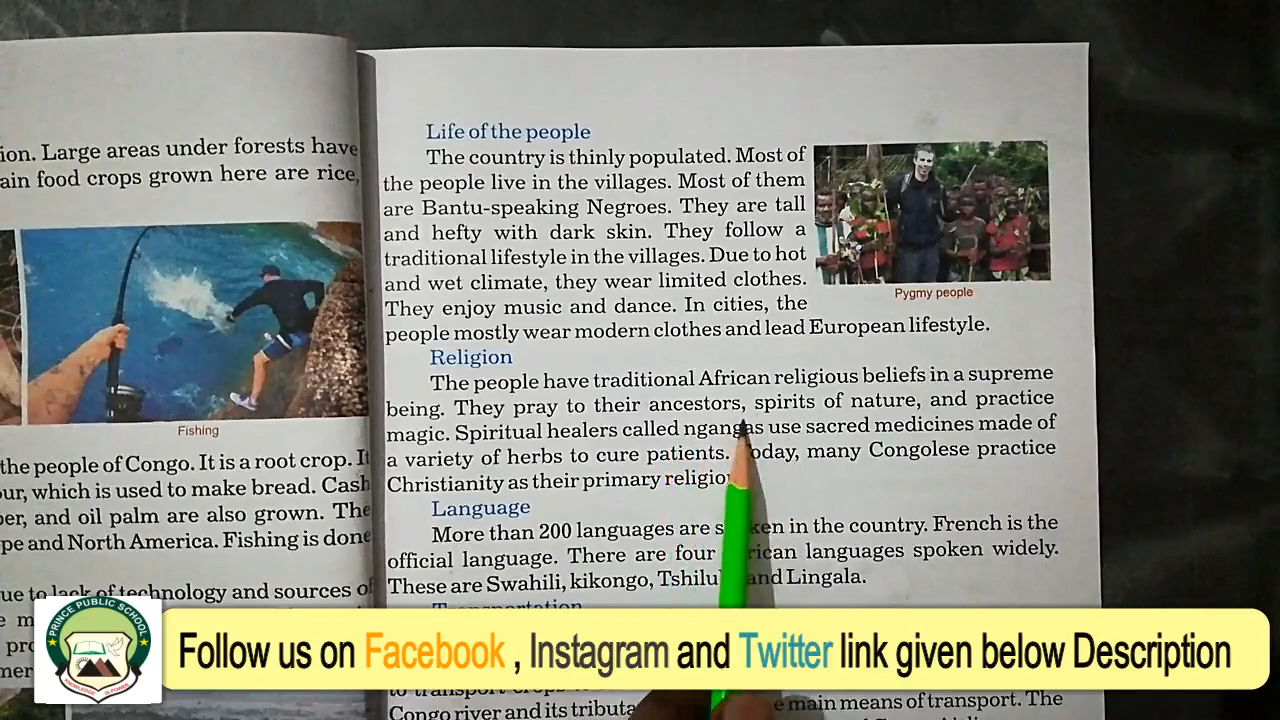 ion. Large areas under forests have
ain food crops grown here are rice,
Fishing
the people of Congo. It is a root crop. It
our, which is used to make bread. Cash
per, and oil palm are also grown. The
pe and North America. Fishing is done
ue to lack of technology and sources of
Life of the people
The country is thinly populated. Most of
the people live in the villages. Most of them
are Bantu-speaking Negroes. They are tall
and hefty with dark skin. They follow a
traditional lifestyle in the villages. Due to hot
and wet climate, they wear limited clothes.
They enjoy music and dance. In cities, the
people mostly wear modern clothes and lead European lifestyle.
Pygmy people
Religion
The people have traditional African religious beliefs in a supreme
being. They pray to their ancestors, spirits of nature, and practice
magic. Spiritual healers called ngangas use sacred medicines made of
a variety of herbs to cure patients. Today, many Congolese practice
Christianity as their primary religio
Language
More than 200 languages are spoken in the country. French is the
official language. There are four African languages spoken widely.
These are Swahili, kikongo, Tshilu and Lingala.
Transportation
to transport crops to
Congo river and its tributa e main means of transport. The
PRINCE PUBLIC SCHOOL
KNOWLEDGE IS POWER
Follow us on Facebook , Instagram and Twitter link given below Description